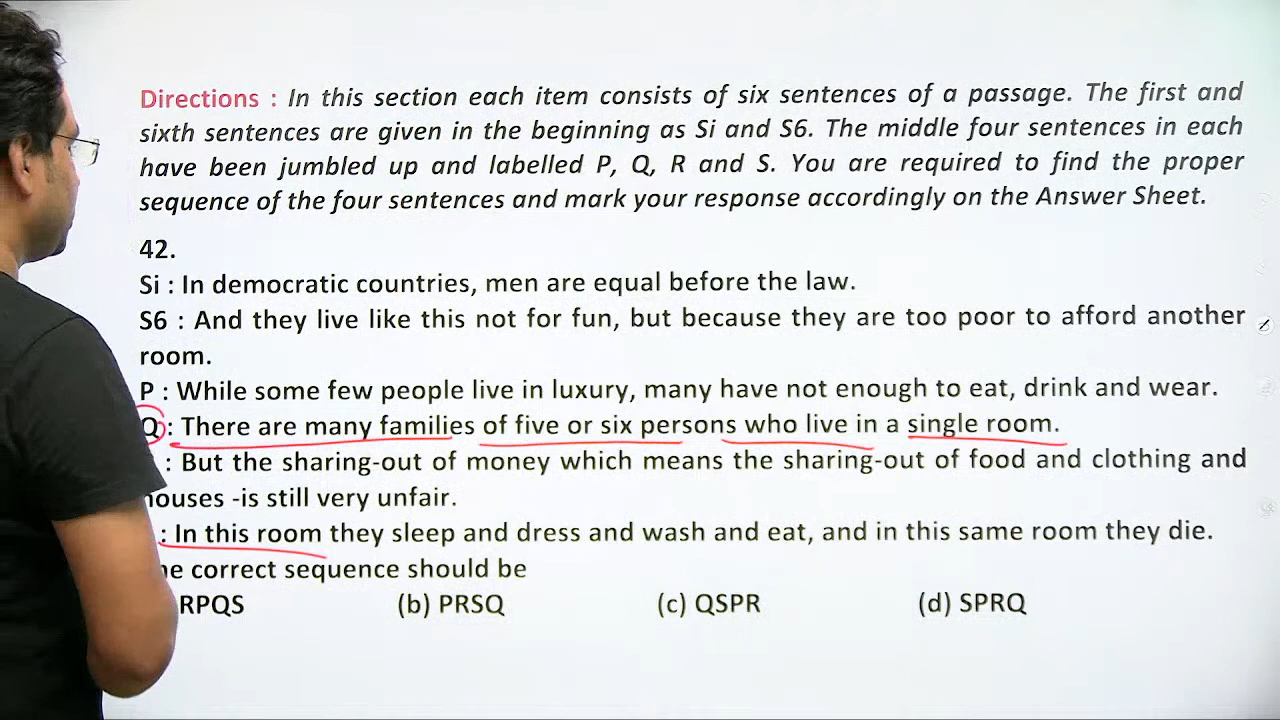 Directions : In this section each item consists of six sentences of a passage. The first and
sixth sentences are given in the beginning as Si and S6. The middle four sentences in each
have been jumbled up and labelled P, Q, R and S. You are required to find the proper
sequence of the four sentences and mark your response accordingly on the Answer Sheet.
42.
Si : In democratic countries, men are equal before the law.
S6 : And they live like this not for fun, but because they are too poor to afford another
room.
P : While some few people live in luxury, many have not enough to eat, drink and wear.
Q : There are many families of five or six persons who live in a single room.
: But the sharing-out of money which means the sharing-out of food and clothing and
houses -is still very unfair.
: In this room they sleep and dress and wash and eat, and in this same room they die.
he correct sequence should be
RPQS (b) PRSQ (c) QSPR (d) SPRQ